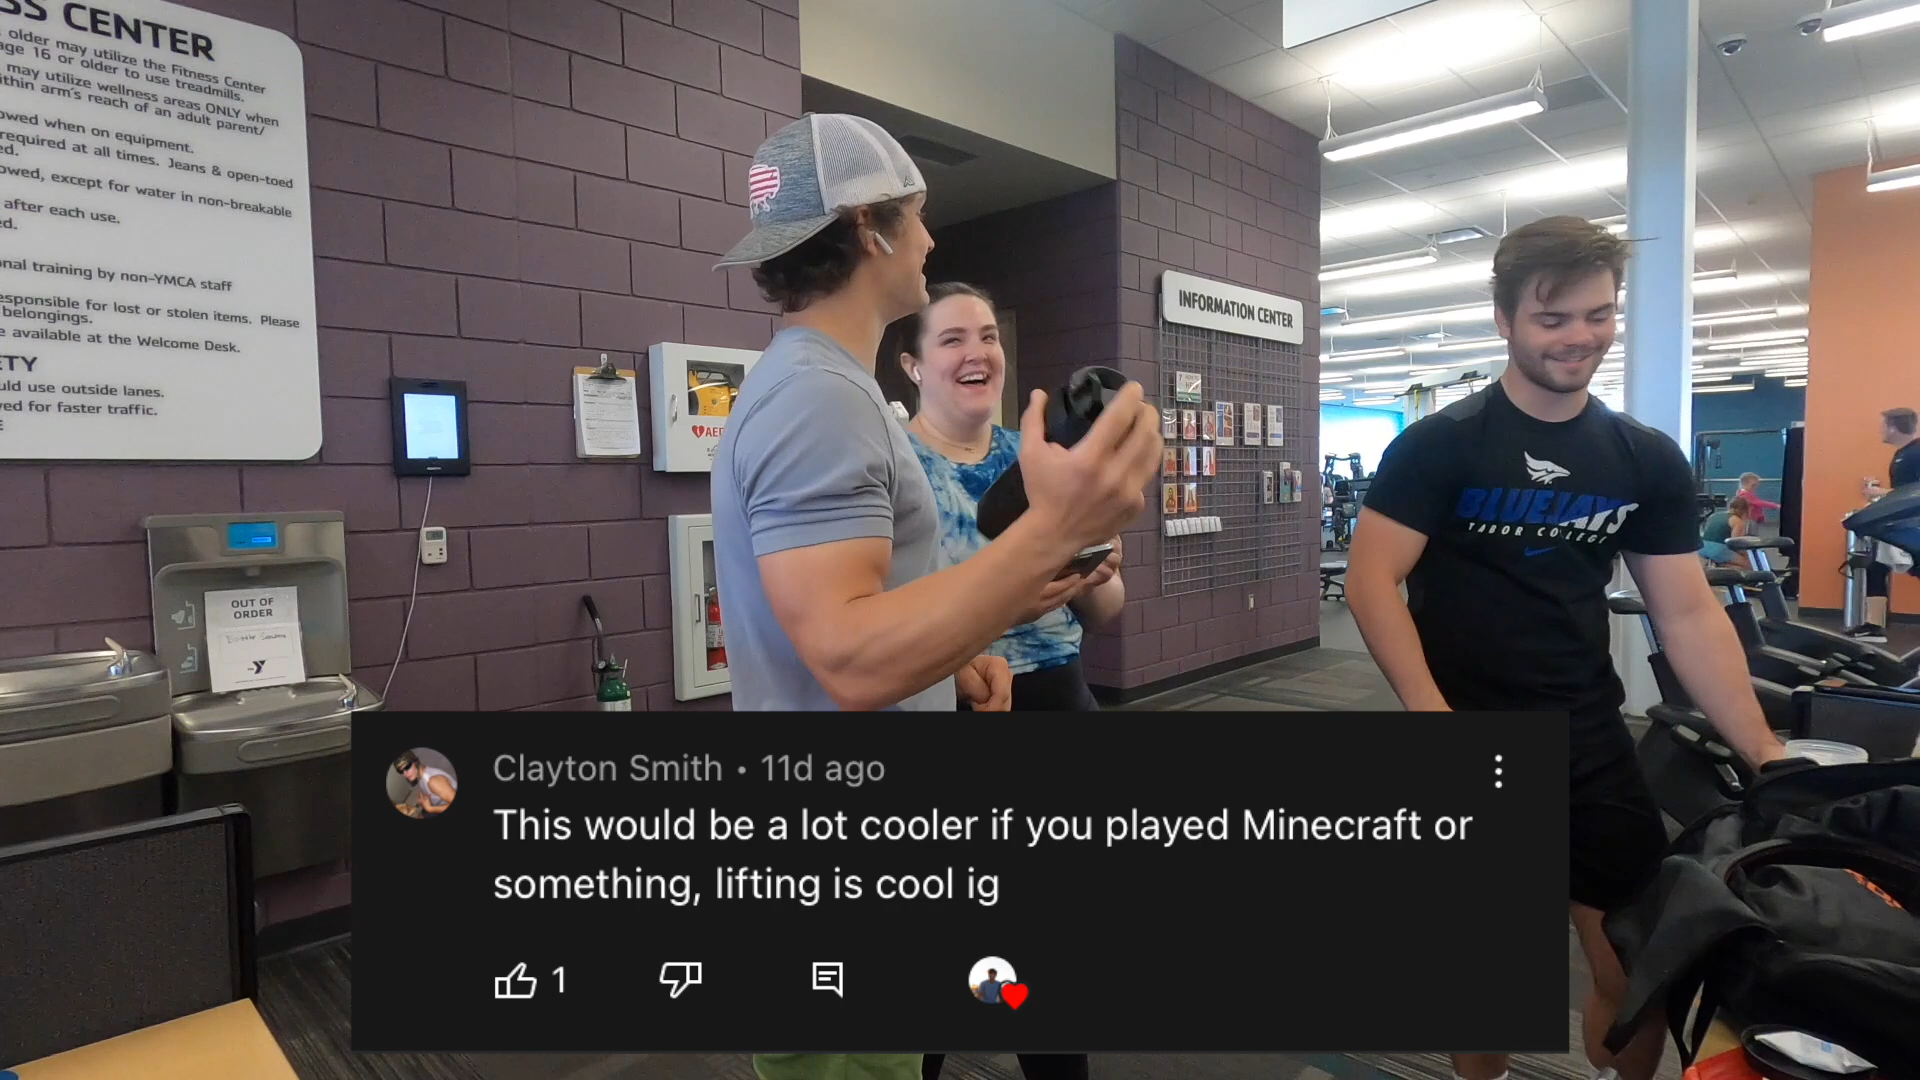 SS CENTER
older may utilize the Fitness Center
age 16 or older to use treadmills.
may utilize wellness areas ONLY when
ithin arm's reach of an adult parent/
owed when on equipment.
required at all times. Jeans & open-toed
ed.
owed, except for water in non-breakable
after each use.
ed.
onal training by non-YMCA staff
esponsible for lost or stolen items. Please
belongings.
e available at the Welcome Desk.
ETY
uld use outside lanes.
ved for faster traffic.
E
AED
OUT OF
ORDER
INFORMATION CENTER
BLUEJAYS
TABOR COLLEGE
Clayton Smith • 11d ago
This would be a lot cooler if you played Minecraft or
something, lifting is cool ig
1